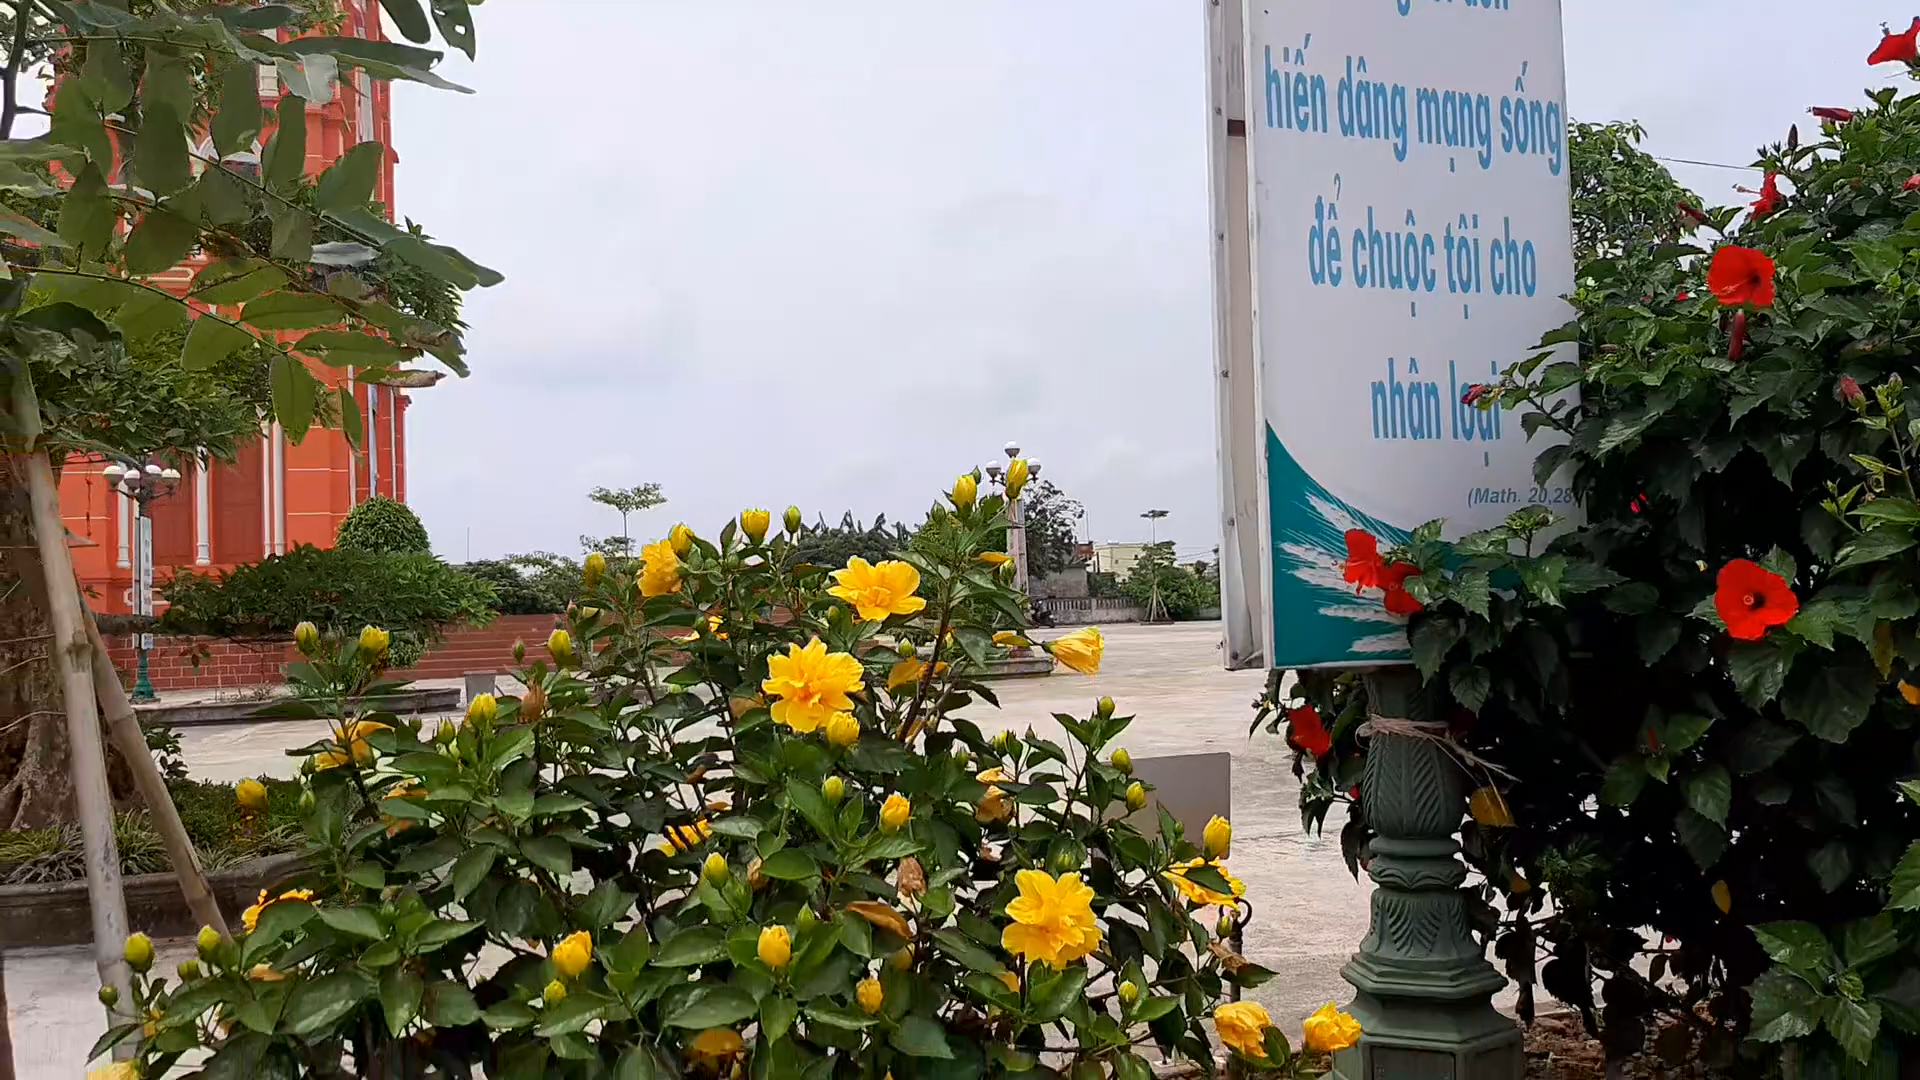 hiến dâng mạng sống
để chuộc tội cho
nhân loại
(Math. 20,28